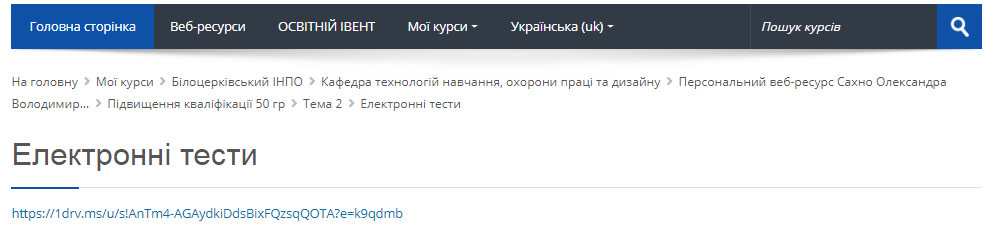 Головна сторінка Веб-ресурси ОСВІТНІЙ ІВЕНТ Мої курси Українська (uk) Пошук курсів
На головну Мої курси Білоцерківський ІНПО Кафедра технологій навчання, охорони праці та дизайну Персональний веб-ресурс Сахно Олександра
Володимир... Підвищення кваліфікації 50 гр Тема 2 Електронні тести
Електронні тести
https://1drv.ms/u/s!AnTm4-AGAydkiDdsBixFQzsqQOTA?e=k9qdmb